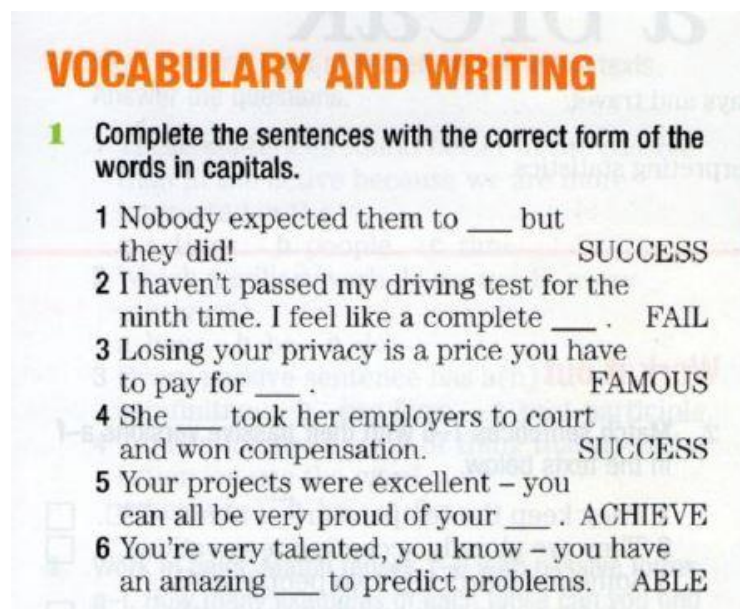 VOCABULARY AND WRITING
1 Complete the sentences with the correct form of the
words in capitals.
1 Nobody expected them to ___ but
they did! SUCCESS
2 I haven't passed my driving test for the
ninth time. I feel like a complete ___ . FAIL
3 Losing your privacy is a price you have
to pay for ___ FAMOUS
4 She ___ took her employers to court
and won compensation. SUCCESS
5 Your projects were excellent – you
can all be very proud of your ___ ACHIEVE
6 You're very talented, you know – you have
an amazing ___ to predict problems. ABLE